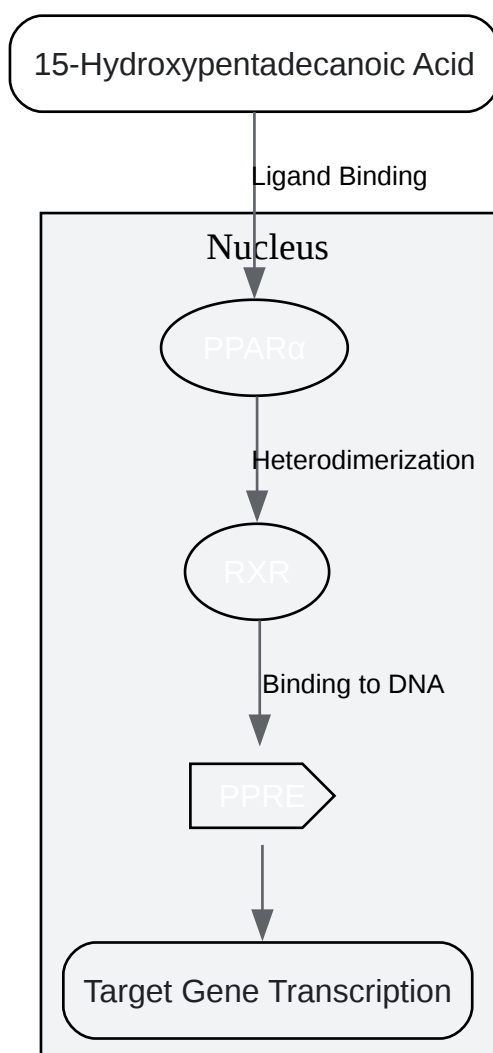 15-Hydroxypentadecanoic Acid
Ligand Binding
Nucleus
PPARα
Heterodimerization
RXR
Binding to DNA
PPRE
Target Gene Transcription